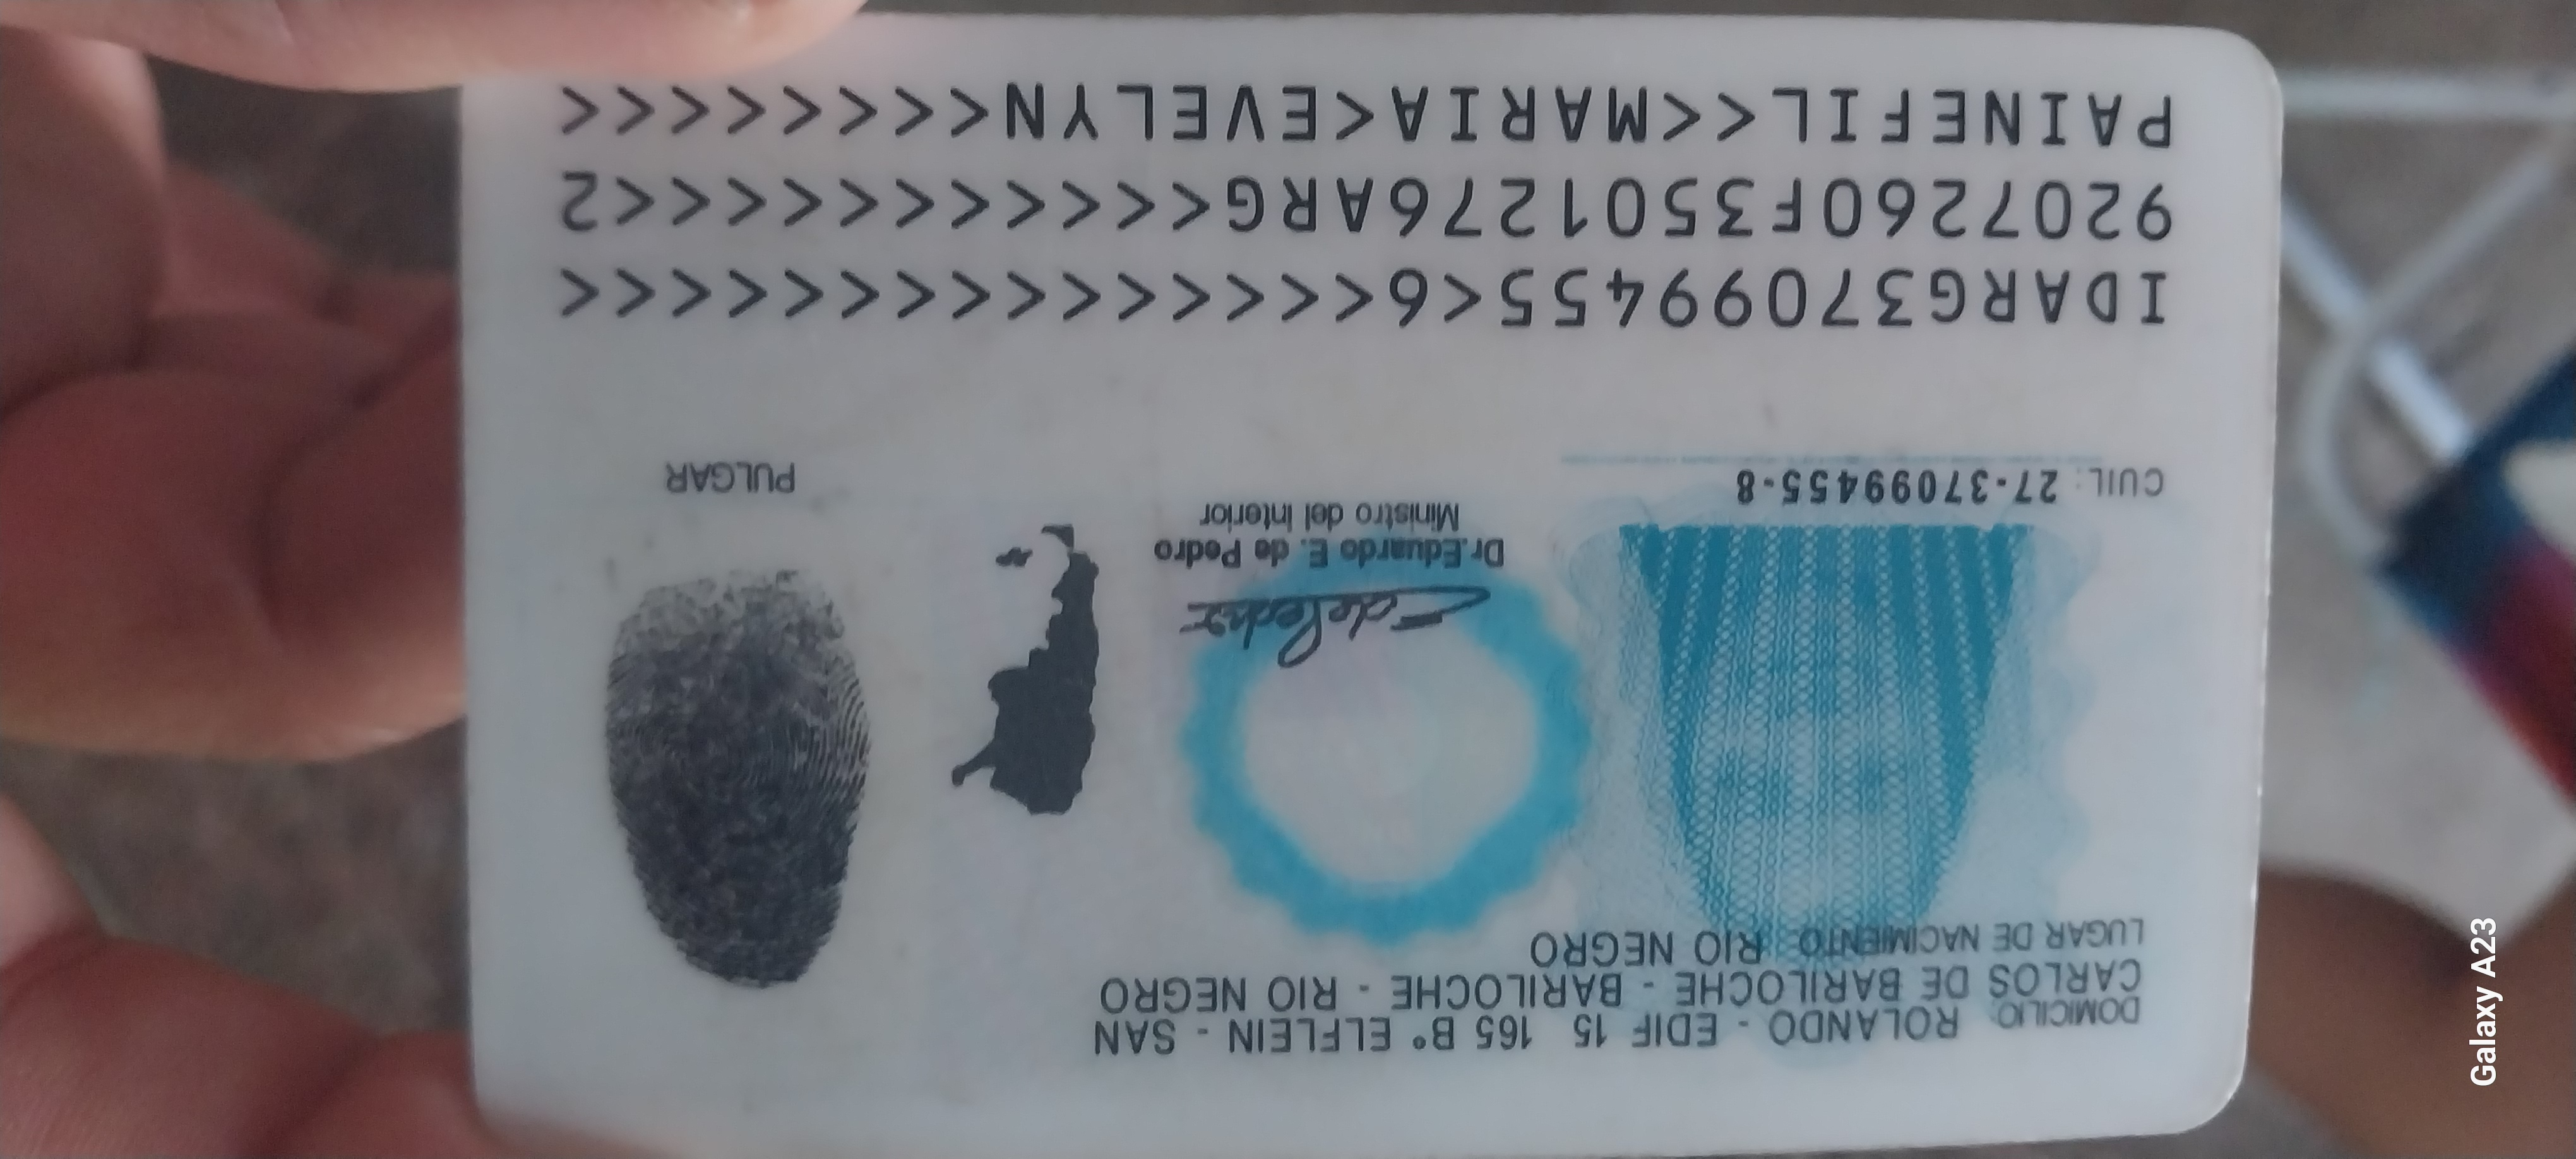 DOMICILIO: ROLANDO - EDIF 15 165 B° ELFLEIN - SAN
CARLOS DE BARILOCHE - BARILOCHE - RIO NEGRO
LUGAR DE NACIMIENTO: RIO NEGRO
Dr. Eduardo E. de Pedro
Ministro del Interior
PULGAR
CUIL: 27-37099455-8
IDARG37099455<6<<<<<<<<<<<<<<<
9207260F3501276ARG<<<<<<<<<<<2
PAINEFIL<<MARIA<EVELYN<<<<<<<<
Galaxy A23